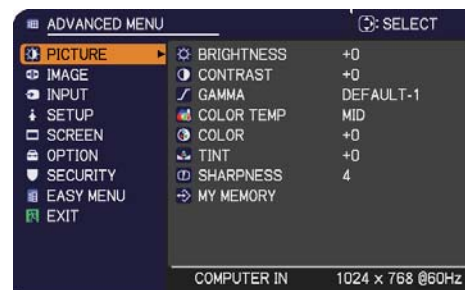 ADVANCED MENU : SELECT
PICTURE BRIGHTNESS +0
IMAGE CONTRAST +0
INPUT GAMMA DEFAULT-1
SETUP COLOR TEMP MID
SCREEN COLOR +0
OPTION TINT +0
SECURITY SHARPNESS 4
EASY MENU MY MEMORY
EXIT
COMPUTER IN 1024 x 768 @60Hz